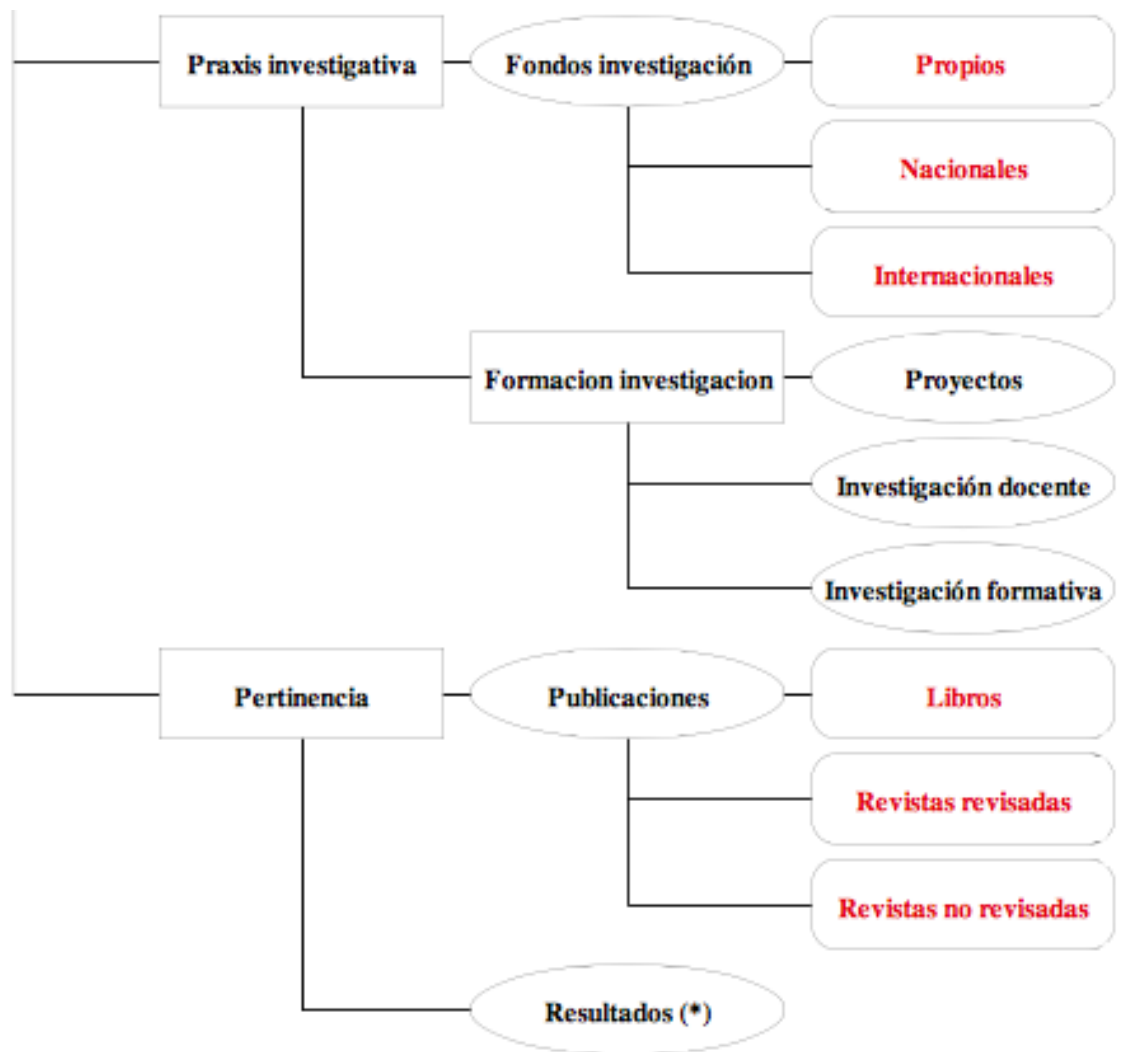 Praxis investigativa
Fondos investigación
Propios
Nacionales
Internacionales
Formacion investigacion
Proyectos
Investigación docente
Investigación formativa
Pertinencia
Publicaciones
Libros
Revistas revisadas
Revistas no revisadas
Resultados (*)